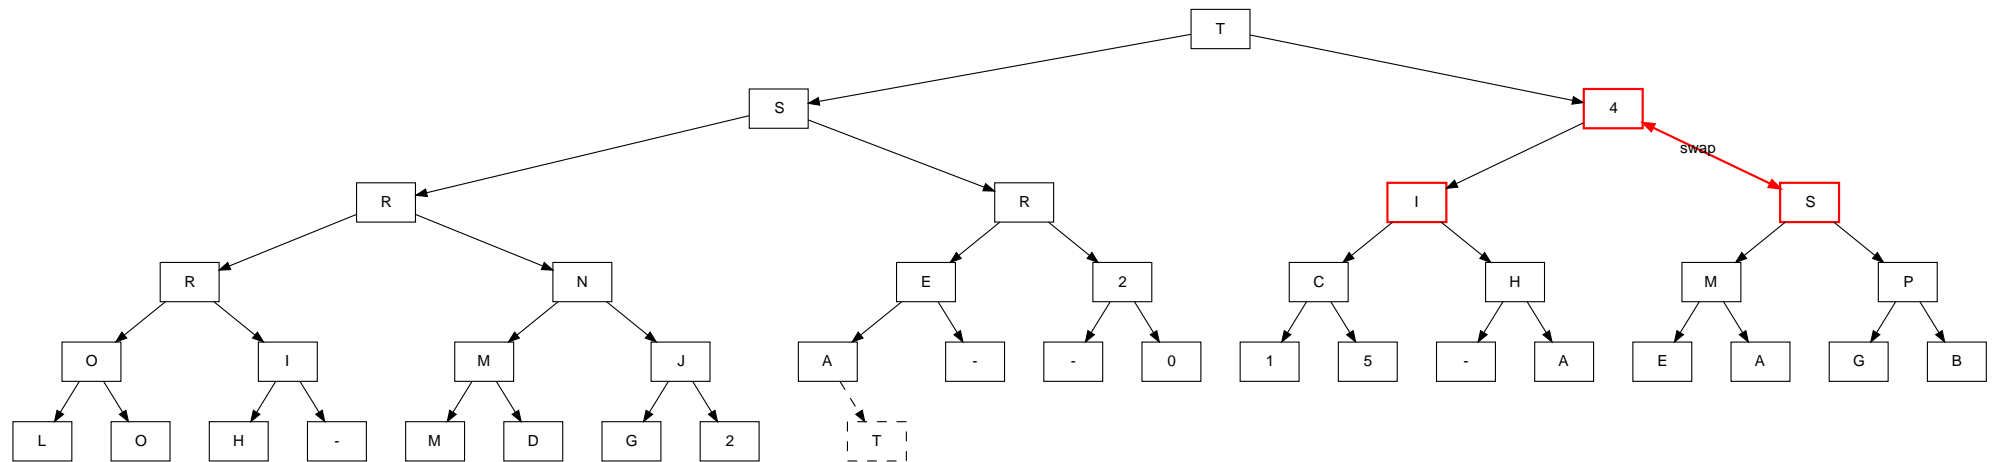 T
S 4
swap
R R I S
R N E 2 C H M P
O I M J A - - 0 1 5 - A E A G B
L O H - M D G 2 T